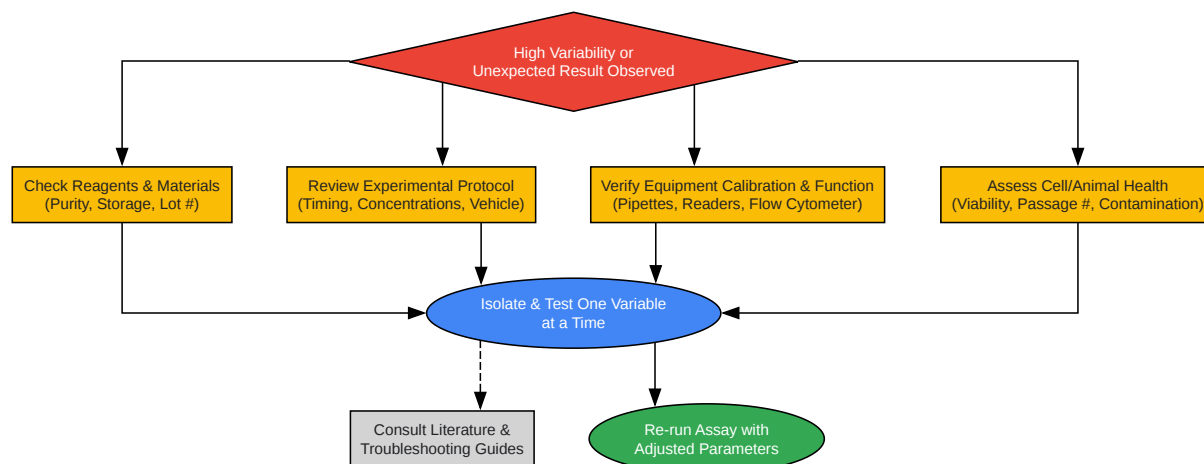 High Variability or
Unexpected Result Observed
Check Reagents & Materials
(Purity, Storage, Lot #)
Review Experimental Protocol
(Timing, Concentrations, Vehicle)
Verify Equipment Calibration & Function
(Pipettes, Readers, Flow Cytometer)
Assess Cell/Animal Health
(Viability, Passage #, Contamination)
Isolate & Test One Variable
at a Time
Consult Literature &
Troubleshooting Guides
Re-run Assay with
Adjusted Parameters